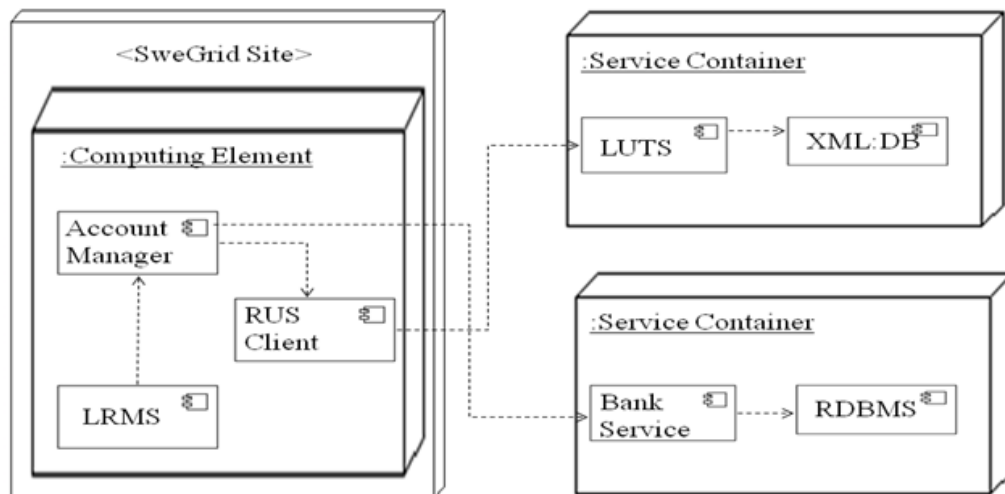 <SweGrid Site>
:Computing Element
Account
Manager
RUS
Client
LRMS
:Service Container
LUTS
XML:DB
:Service Container
Bank
Service
RDBMS